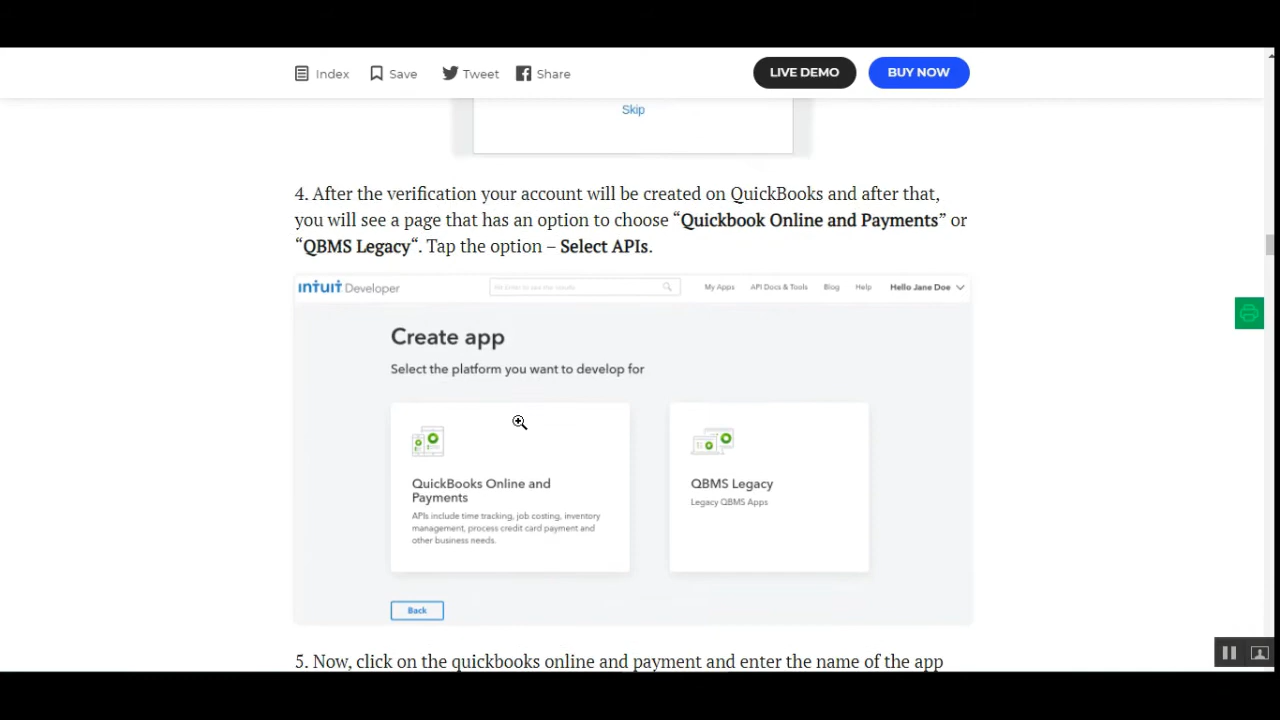 Index Save Tweet Share LIVE DEMO BUY NOW
Skip
4. After the verification your account will be created on QuickBooks and after that,
you will see a page that has an option to choose “Quickbook Online and Payments” or
“QBMS Legacy“. Tap the option – Select APIs.
intuit Developer My Apps API Docs & Tools Blog Help Hello Jane Doe
Create app
Select the platform you want to develop for
QuickBooks Online and
Payments
APIs include time tracking, job costing, inventory
management, process credit card payment and
other business needs.
QBMS Legacy
Legacy QBMS Apps
Back
5. Now, click on the quickbooks online and payment and enter the name of the app